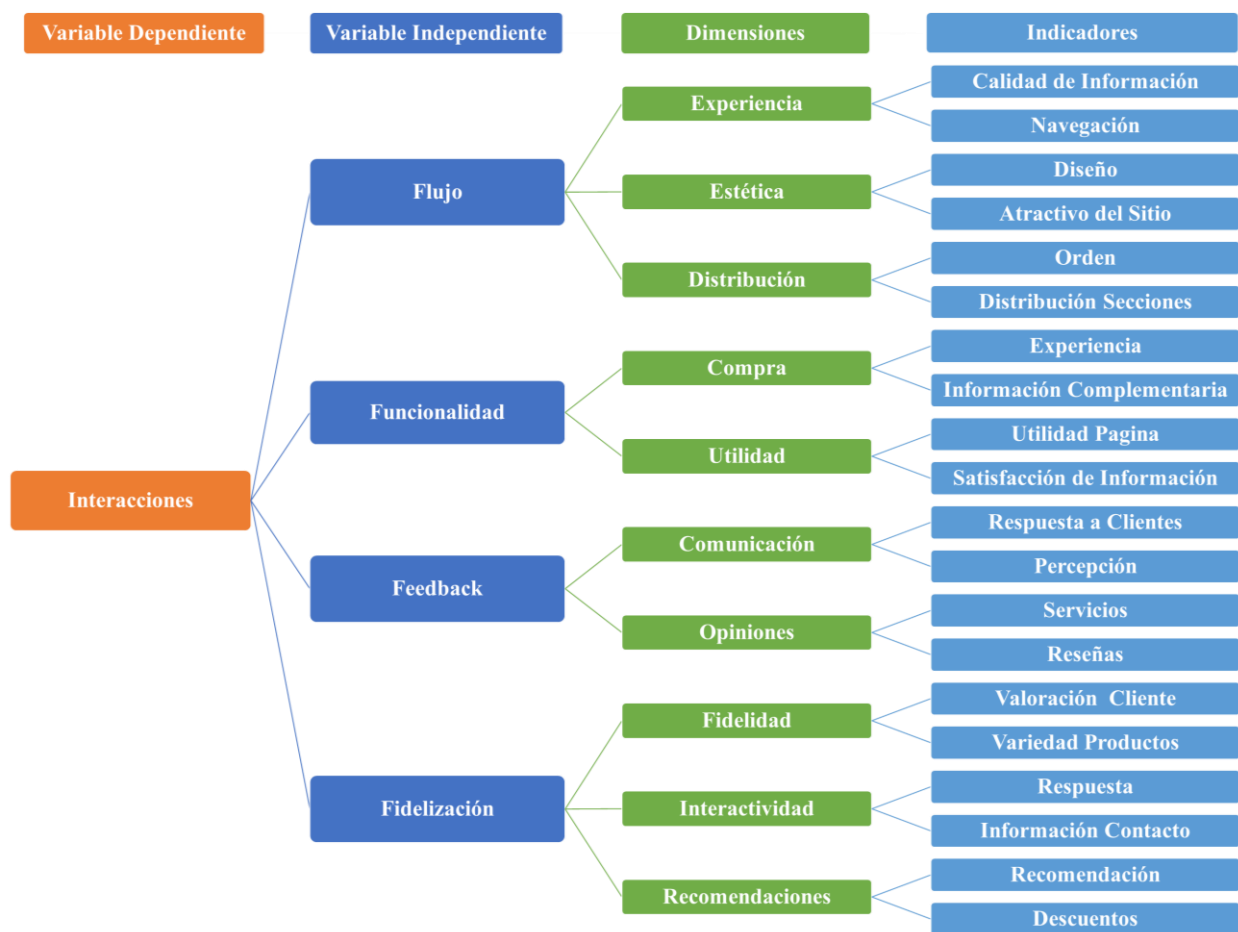 Variable Dependiente
Variable Independiente
Dimensiones
Indicadores
Interacciones
Flujo
Experiencia
Calidad de Información
Navegación
Estética
Diseño
Atractivo del Sitio
Distribución
Orden
Distribución Secciones
Funcionalidad
Compra
Experiencia
Información Complementaria
Utilidad
Utilidad Pagina
Satisfacción de Información
Feedback
Comunicación
Respuesta a Clientes
Percepción
Opiniones
Servicios
Reseñas
Fidelización
Fidelidad
Valoración  Cliente
Variedad Productos
Interactividad
Respuesta
Información Contacto
Recomendaciones
Recomendación
Descuentos